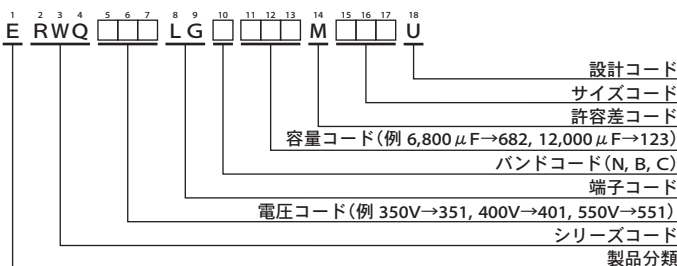 1 2 3 4 5 6 7 8 9 10 11 12 13 14 15 16 17 18
E RWQ □□□ LG □ □□□ M □□□ U
設計コード
サイズコード
許容差コード
容量コード(例 6,800μF→682, 12,000μF→123)
バンドコード(N, B, C)
端子コード
電圧コード(例 350V→351, 400V→401, 550V→551)
シリーズコード
製品分類